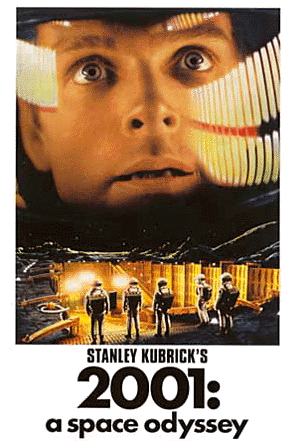 STANLEY KUBRICK'S
2001:
a space odyssey